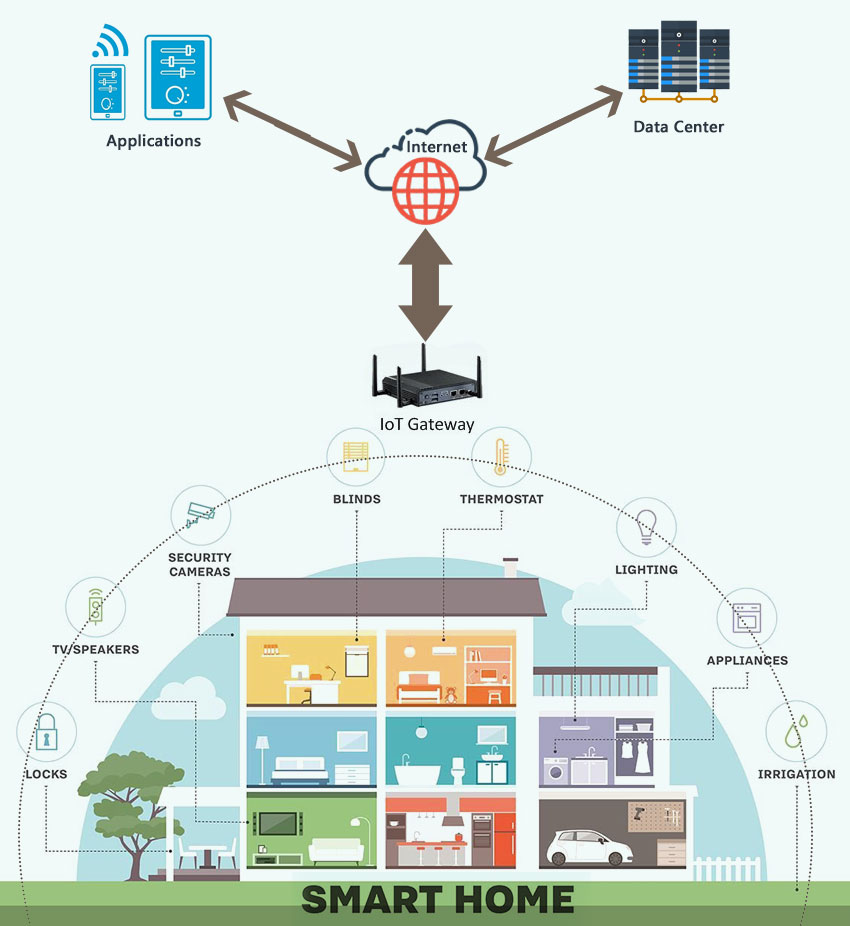 Applications
Internet
Data Center
IoT Gateway
BLINDS
THERMOSTAT
SECURITY
CAMERAS
LIGHTING
TV/SPEAKERS
APPLIANCES
LOCKS
IRRIGATION
SMART HOME